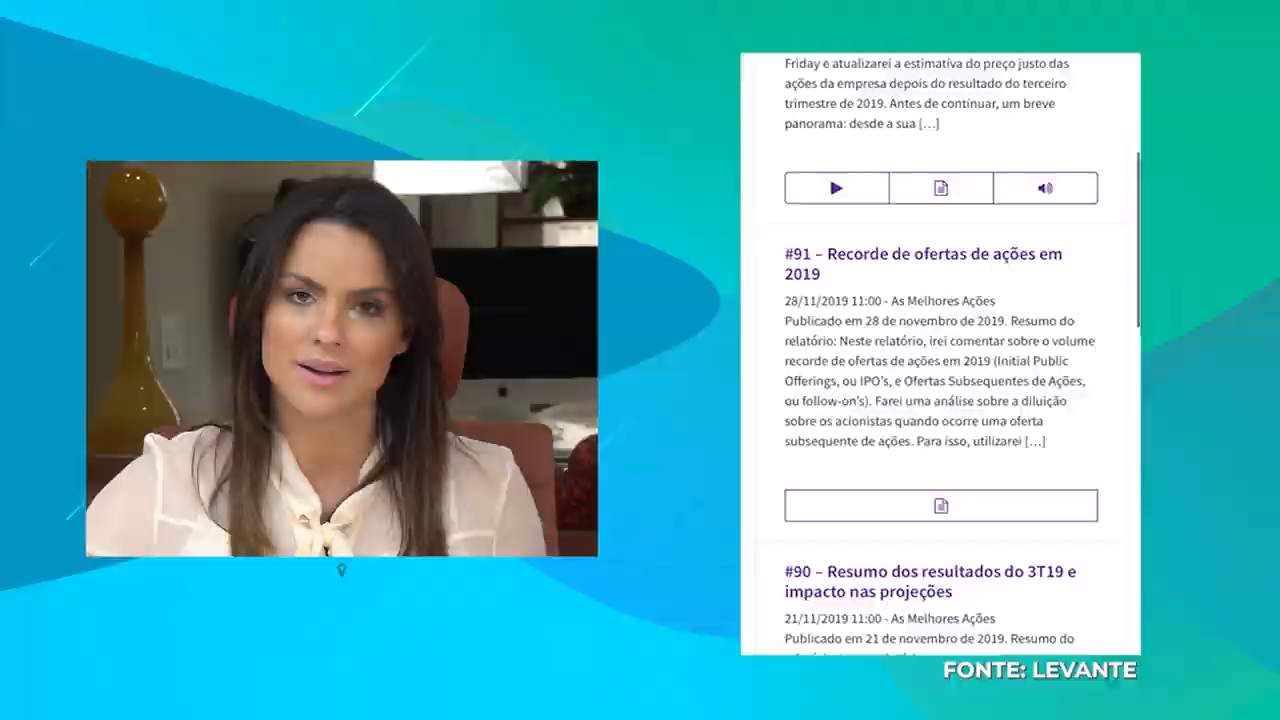 Friday e atualizarei a estimativa do preço justo das
ações da empresa depois do resultado do terceiro
trimestre de 2019. Antes de continuar, um breve
panorama: desde a sua […]
#91 – Recorde de ofertas de ações em
2019
28/11/2019 11:00 - As Melhores Ações
Publicado em 28 de novembro de 2019. Resumo do
relatório: Neste relatório, irei comentar sobre o volume
recorde de ofertas de ações em 2019 (Initial Public
Offerings, ou IPO's, e Ofertas Subsequentes de Ações,
ou follow-on's). Farei uma análise sobre a diluição
sobre os acionistas quando ocorre uma oferta
subsequente de ações. Para isso, utilizarei […]
#90 – Resumo dos resultados do 3T19 e
impacto nas projeções
21/11/2019 11:00 - As Melhores Ações
Publicado em 21 de novembro de 2019. Resumo do
FONTE: LEVANTE